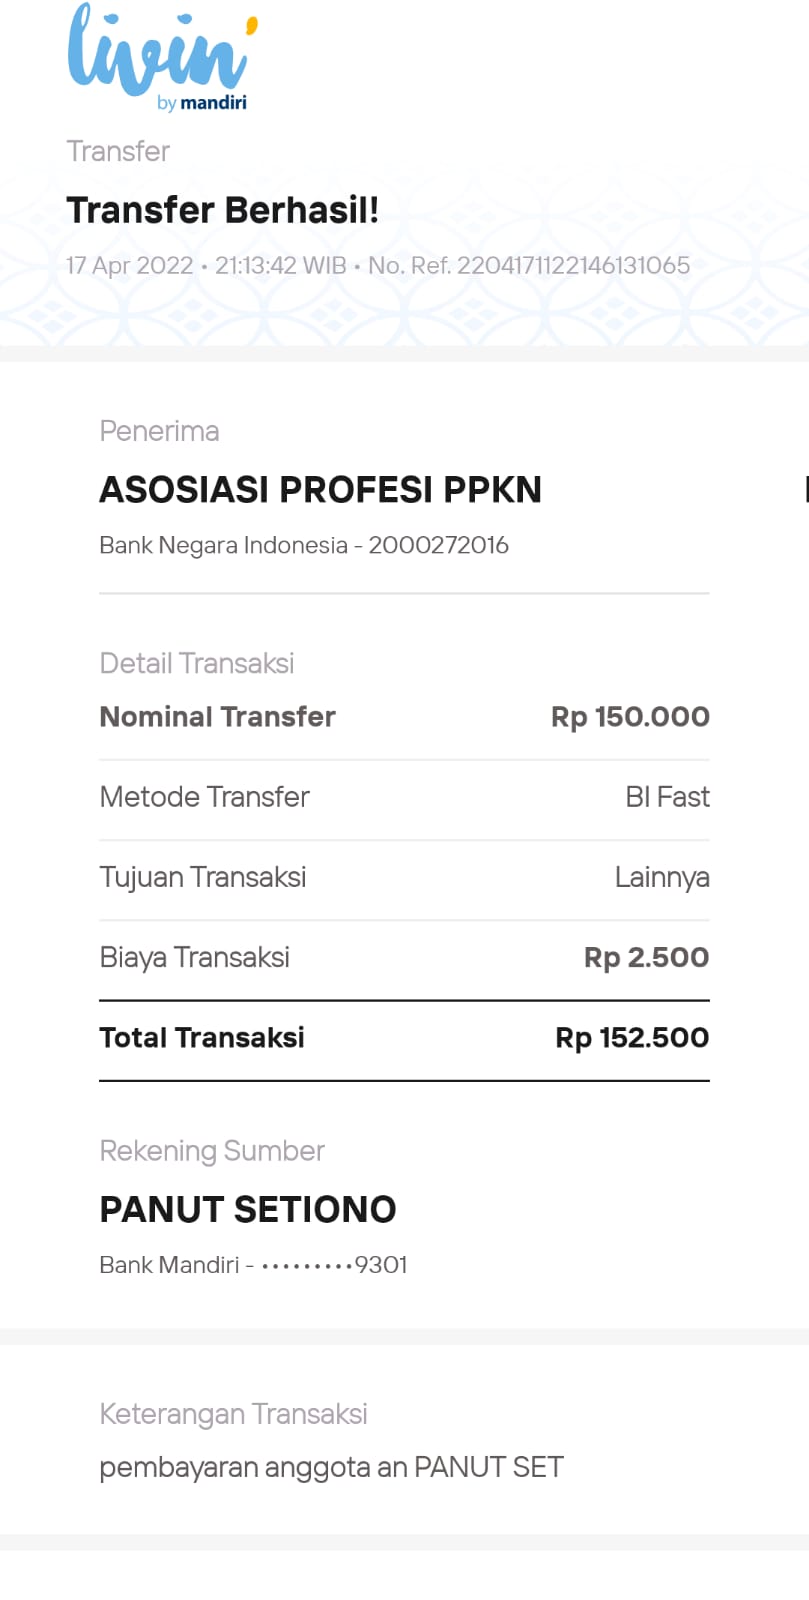 livin'
by mandiri
Transfer
Transfer Berhasil!
17 Apr 2022 • 21:13:42 WIB • No. Ref. 2204171122146131065
Penerima
ASOSIASI PROFESI PPKN
Bank Negara Indonesia - 2000272016
Detail Transaksi
Nominal Transfer Rp 150.000
Metode Transfer BI Fast
Tujuan Transaksi Lainnya
Biaya Transaksi Rp 2.500
Total Transaksi Rp 152.500
Rekening Sumber
PANUT SETIONO
Bank Mandiri - •••••••••9301
Keterangan Transaksi
pembayaran anggota an PANUT SET